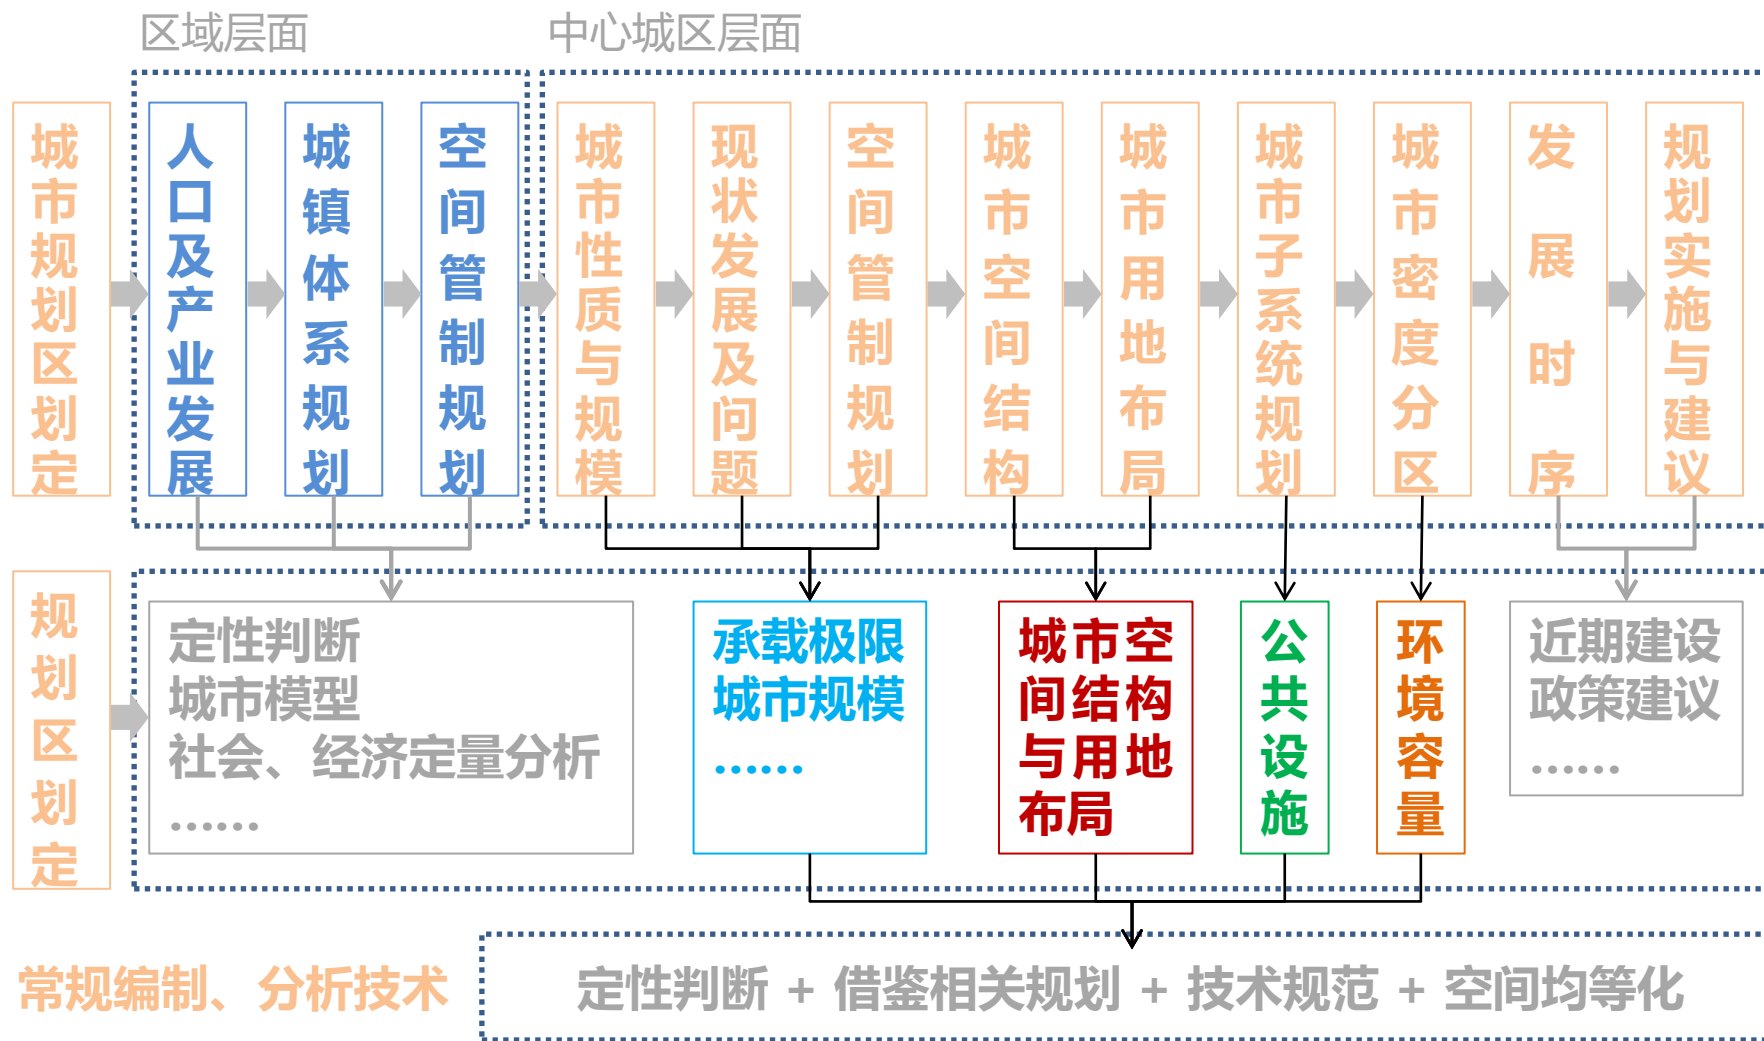 区域层面
中心城区层面
城市规划区划定
人口及产业发展
城镇体系规划
空间管制规划
城市性质与规模
现状发展及问题
空间管制规划
城市空间结构
城市用地布局
城市子系统规划
城市密度分区
发展时序
规划实施与建议
规划区划定
定性判断
城市模型
社会、经济定量分析
……
承载极限
城市规模
……
城市空
间结构
与用地
布局
公共设施
环境容量
近期建设
政策建议
……
常规编制、分析技术
定性判断 + 借鉴相关规划 + 技术规范 + 空间均等化